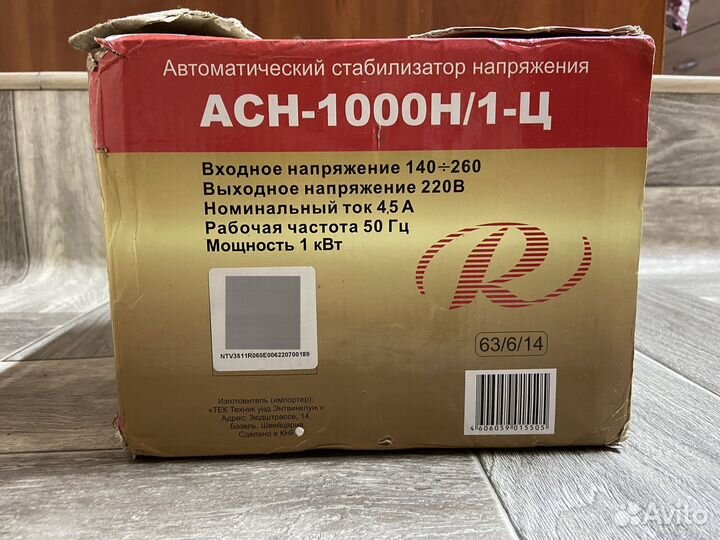 Автоматический стабилизатор напряжения
АСН-1000Н/1-Ц
Входное напряжение 140÷260
Выходное напряжение 220В
Номинальный ток 4,5 А
Рабочая частота 50 Гц
Мощность 1 кВт
R
NTV3511R060E006220700189
63/6/14
Изготовитель (импортер):
«ТЕК Техник унд Энтвинклунг»
Адрес: Зюдштрассе, 14,
Базель, Швейцария
Сделано в КНР
4606059015505
Avito